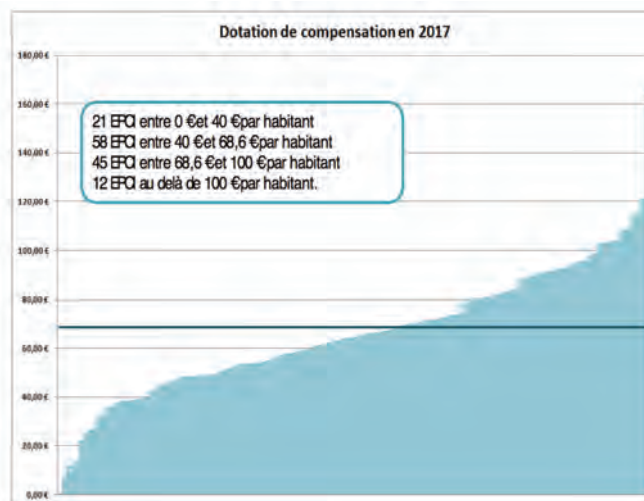 Dotation de compensation en 2017
180,00 €
160,00 €
140,00 €
120,00 €
100,00 €
80,00 €
60,00 €
40,00 €
20,00 €
0,00 €
21 EPCI entre 0 €et 40 €par habitant
58 EPCI entre 40 €et 68,6 €par habitant
45 EPCI entre 68,6 €et 100 €par habitant
12 EPCI au delà de 100 €par habitant.